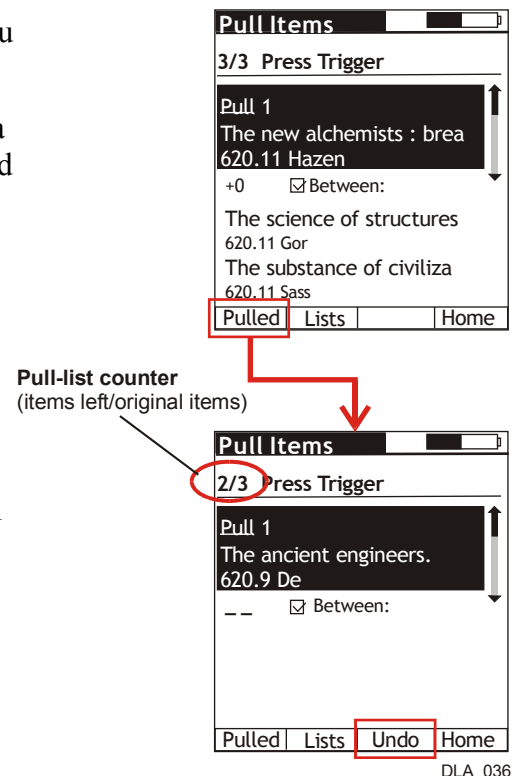 u
a
d
Pull Items
3/3 Press Trigger
Pull 1
The new alchemists : brea
620.11 Hazen
+0 Between:
The science of structures
620.11 Gor
The substance of civiliza
620.11 Sass
Pulled Lists Home
Pull-list counter
(items left/original items)
Pull Items
2/3 Press Trigger
Pull 1
The ancient engineers.
620.9 De
_ _ Between:
Pulled Lists Undo Home
DLA_036